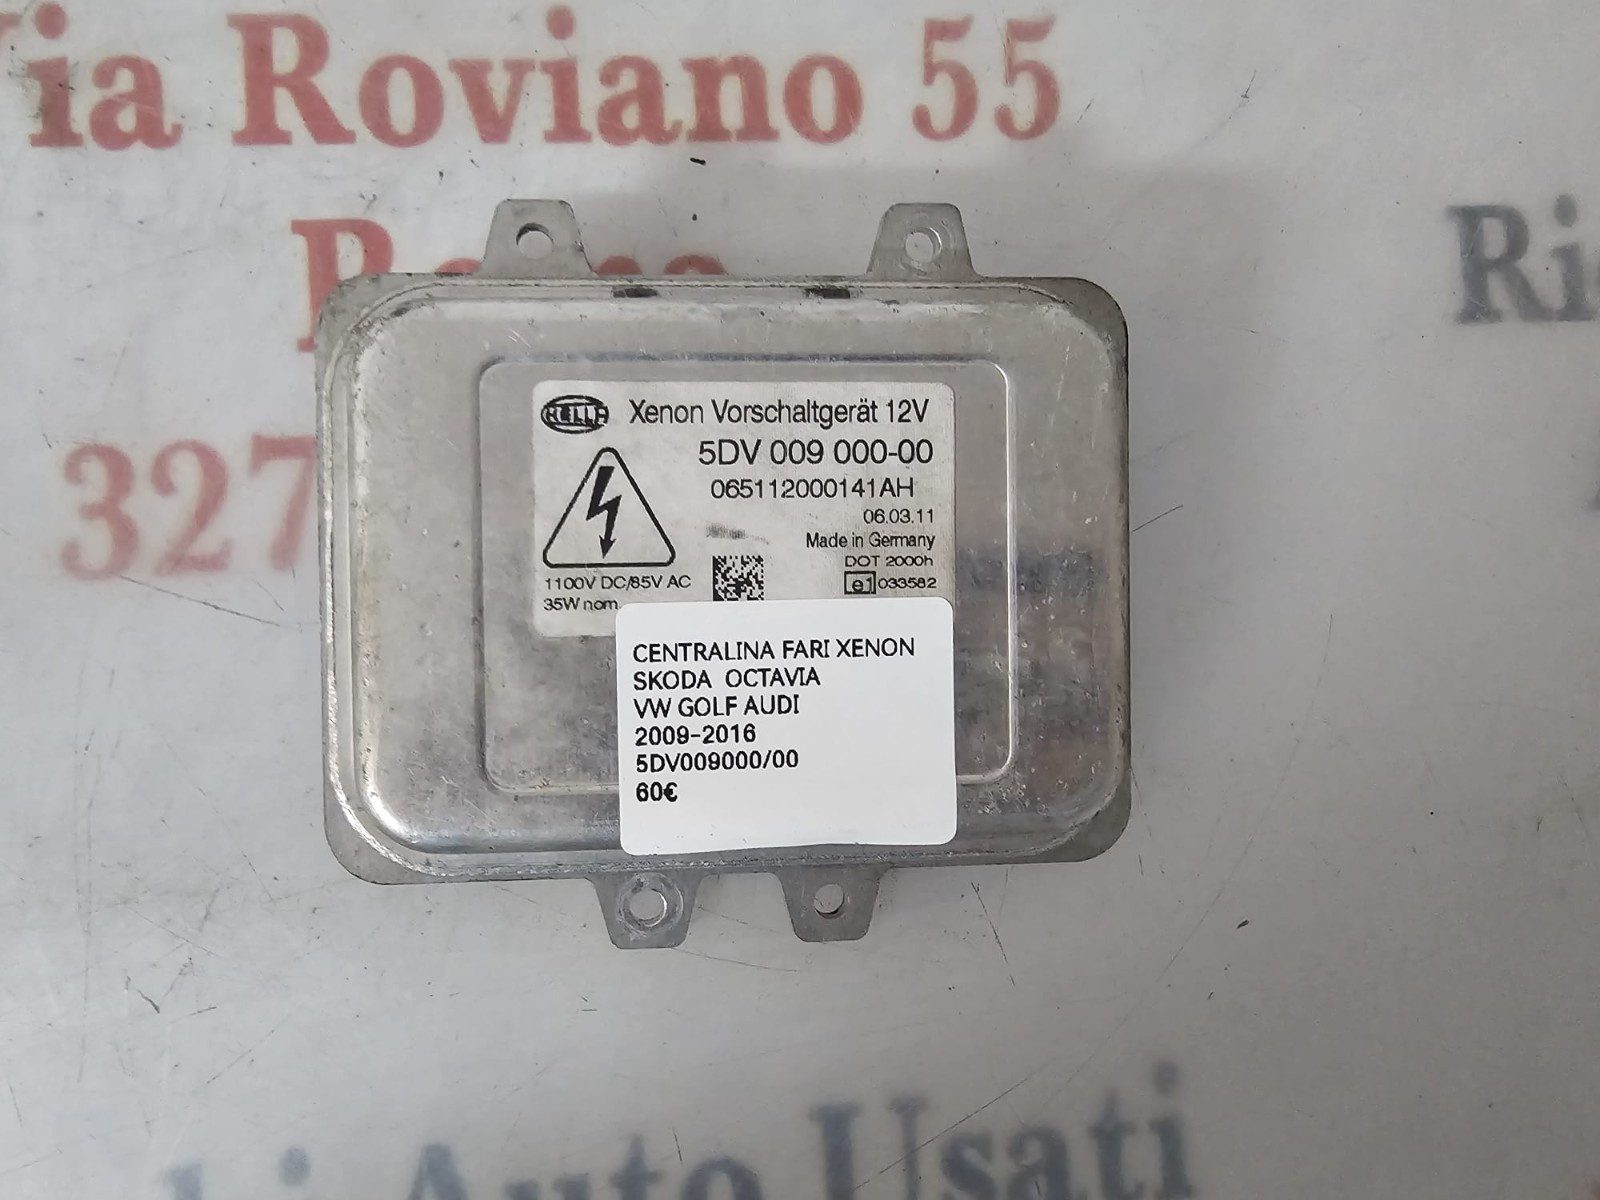 Via Roviano 55
327
HELLA
Xenon Vorschaltgerät 12V
5DV 009 000-00
065112000141AH
06.03.11
Made in Germany
DOT 2000h
e1 033582
1100V DC/85V AC
35W nom.
CENTRALINA FARI XENON
SKODA OCTAVIA
VW GOLF AUDI
2009-2016
5DV009000/00
60€
Auto Usati